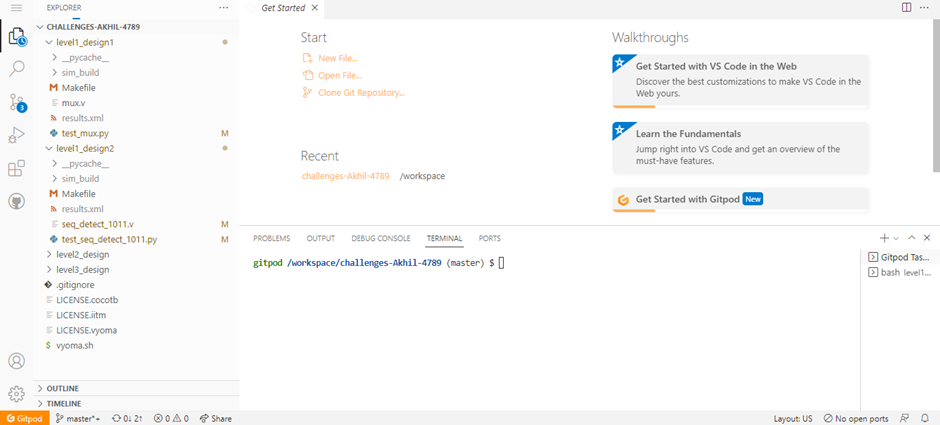 EXPLORER
CHALLENGES-AKHIL-4789
level1_design1
__pycache__
sim_build
Makefile
mux.v
results.xml
test_mux.py M
level1_design2
__pycache__
sim_build
Makefile
results.xml
seq_detect_1011.v M
test_seq_detect_1011.py M
level2_design
level3_design
.gitignore
LICENSE.cocotb
LICENSE.iitm
LICENSE.vyoma
vyoma.sh
OUTLINE
TIMELINE
3
Get Started
Start
New File...
Open File...
Clone Git Repository...
Recent
challenges-Akhil-4789 /workspace
Walkthroughs
Get Started with VS Code in the Web
Discover the best customizations to make VS Code in the
Web yours.
Learn the Fundamentals
Jump right into VS Code and get an overview of the
must-have features.
Get Started with Gitpod New
PROBLEMS OUTPUT DEBUG CONSOLE TERMINAL PORTS
gitpod /workspace/challenges-Akhil-4789 (master) $
Gitpod Tas...
bash level1...
Gitpod master*+ 0↓ 2↑ 0 0 Share Layout: US No open ports